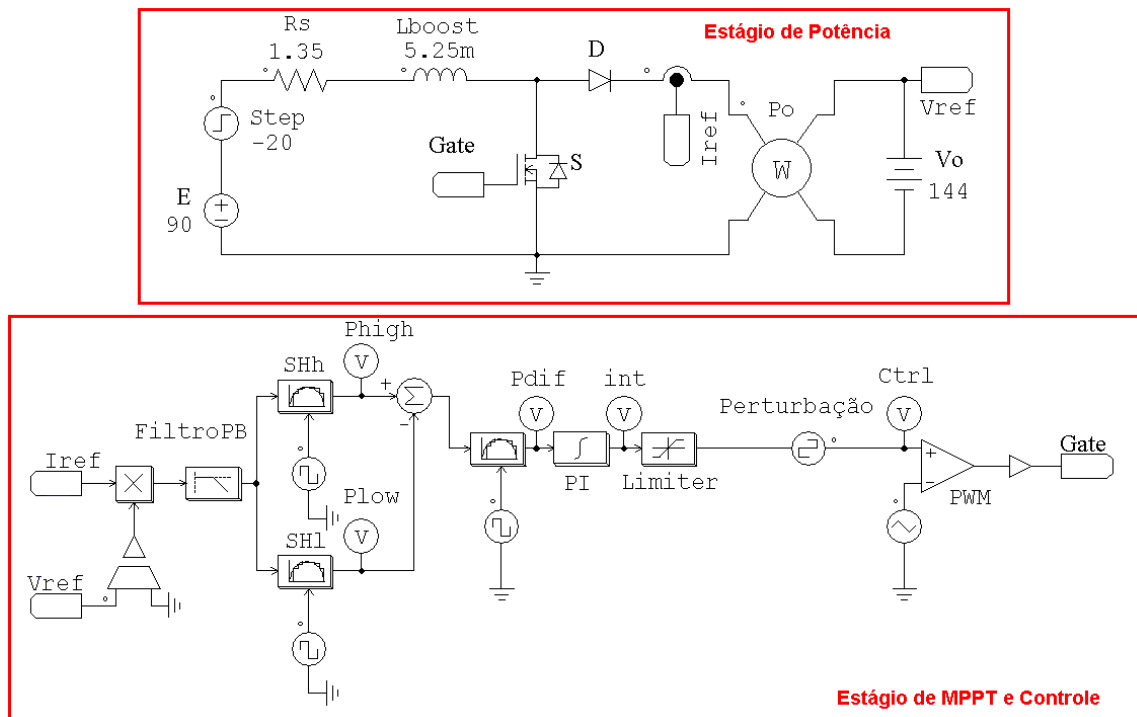 Estágio de Potência
Rs
1.35
Lboost
5.25m
D
Step
-20
Gate
S
Iref
Po
W
Vref
Vo
144
E
90
Phigh
V
SHh
+
Σ
-
Pdif
V
int
V
Perturbação
Ctrl
V
FiltroPB
Iref
PI
Limiter
+
-
PWM
Gate
Plow
V
SHl
Vref
Estágio de MPPT e Controle